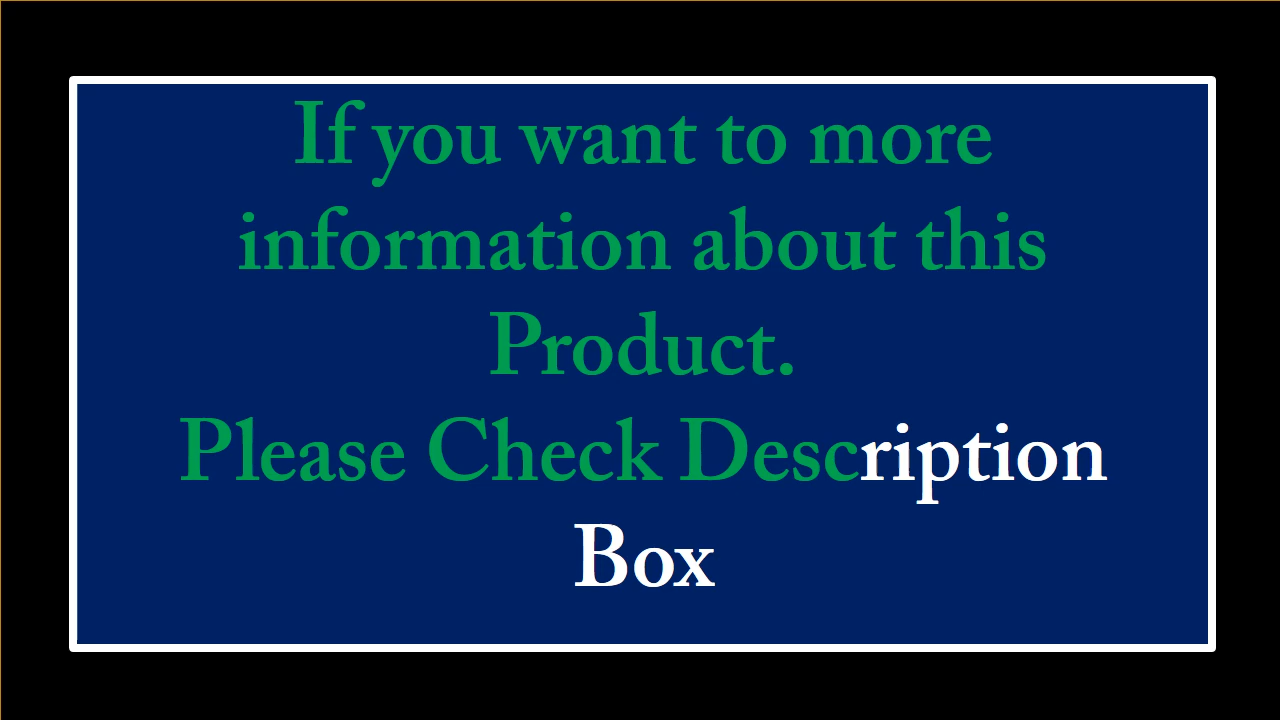 If you want to more
information about this
Product.
Please Check Description
Box